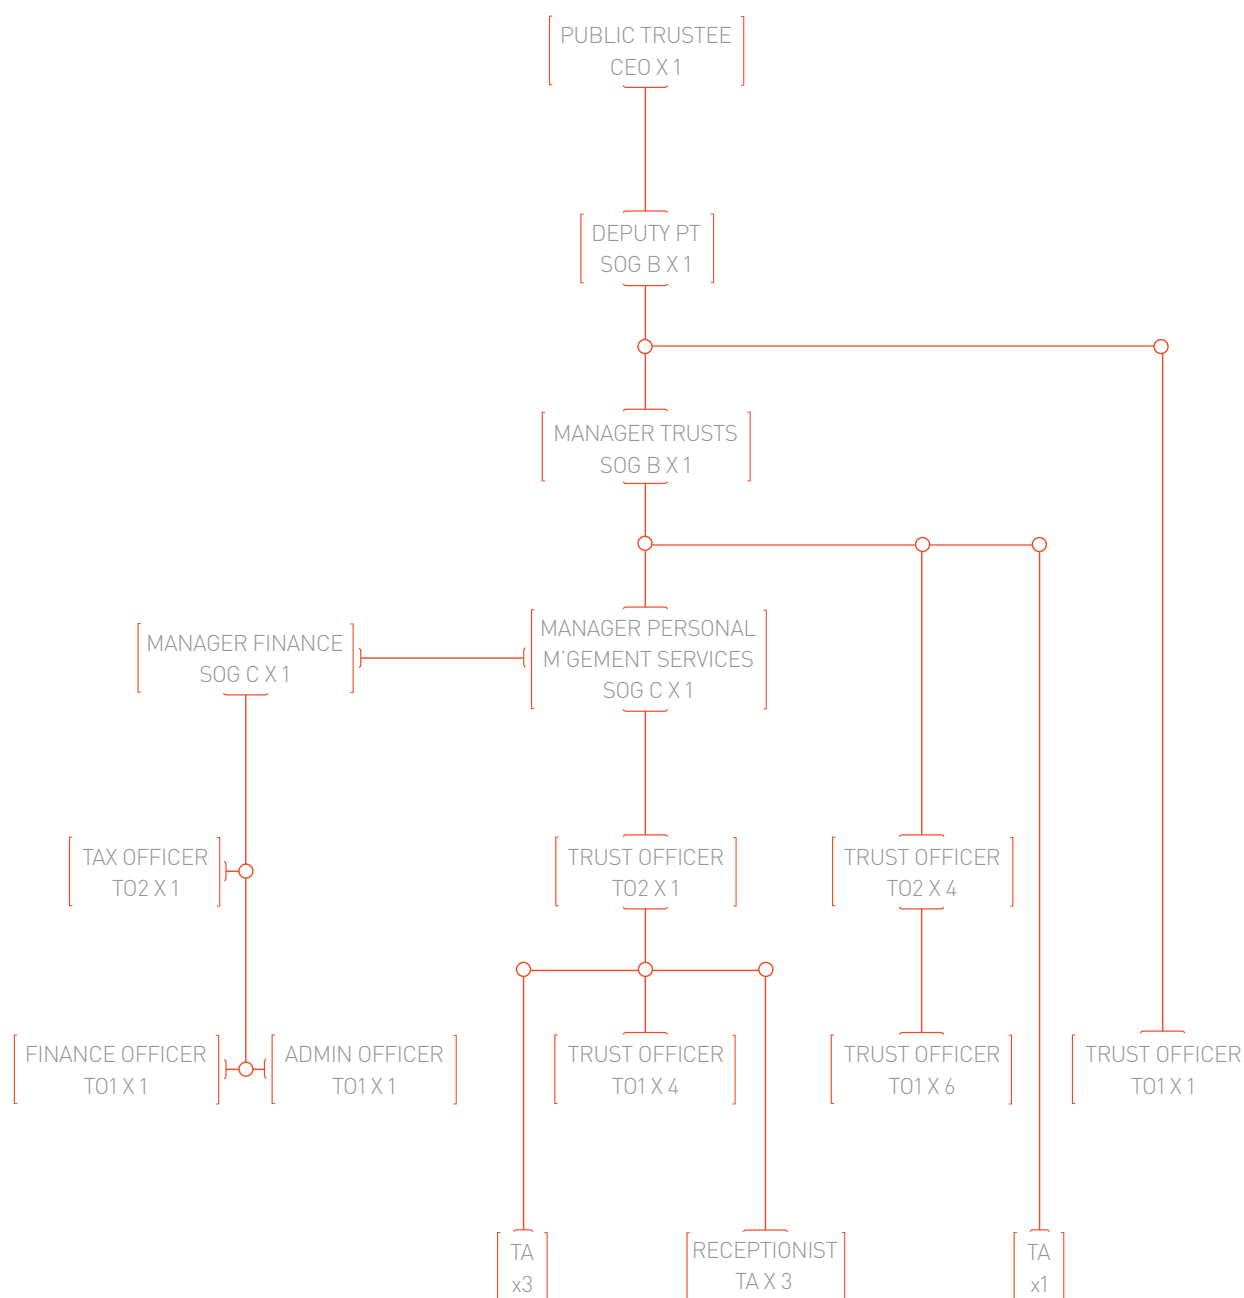 PUBLIC TRUSTEE
CEO X 1
DEPUTY PT
SOG B X 1
MANAGER TRUSTS
SOG B X 1
MANAGER FINANCE
SOG C X 1
MANAGER PERSONAL
M'GEMENT SERVICES
SOG C X 1
TAX OFFICER
TO2 X 1
TRUST OFFICER
TO2 X 1
TRUST OFFICER
TO2 X 4
FINANCE OFFICER
TO1 X 1
ADMIN OFFICER
TO1 X 1
TRUST OFFICER
TO1 X 4
TRUST OFFICER
TO1 X 6
TRUST OFFICER
TO1 X 1
TA
x3
RECEPTIONIST
TA X 3
TA
x1